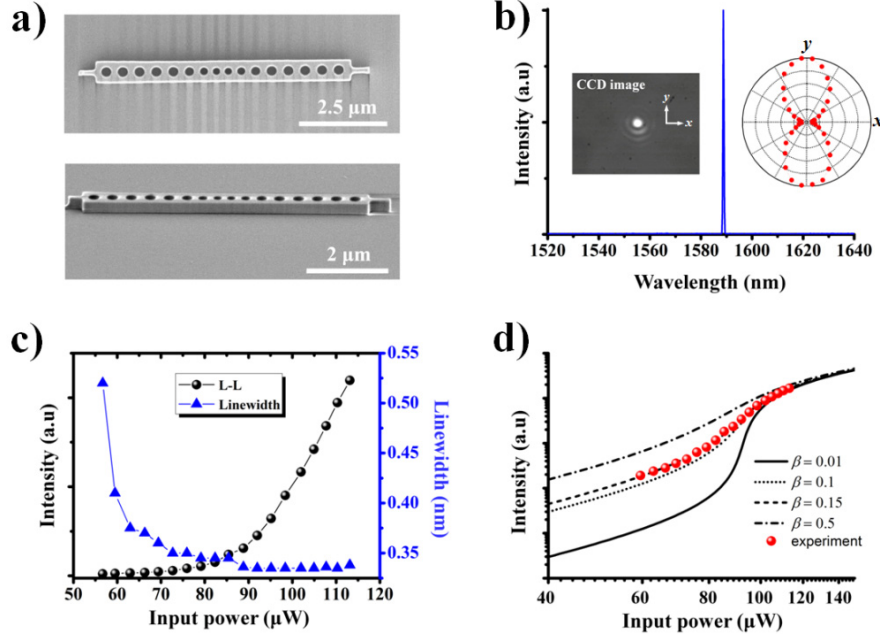 a)
2.5 μm
2 μm
b)
Intensity (a.u)
CCD image
y
x
y
x
1520 1540 1560 1580 1600 1620 1640
Wavelength (nm)
c)
Intensity (a.u)
L-L
Linewidth
0.55
0.50
0.45
0.40
0.35
Linewidth (nm)
50 60 70 80 90 100 110 120
Input power (μW)
d)
Intensity (a.u)
β = 0.01
β = 0.1
β = 0.15
β = 0.5
experiment
40 60 80 100 120 140
Input power (μW)